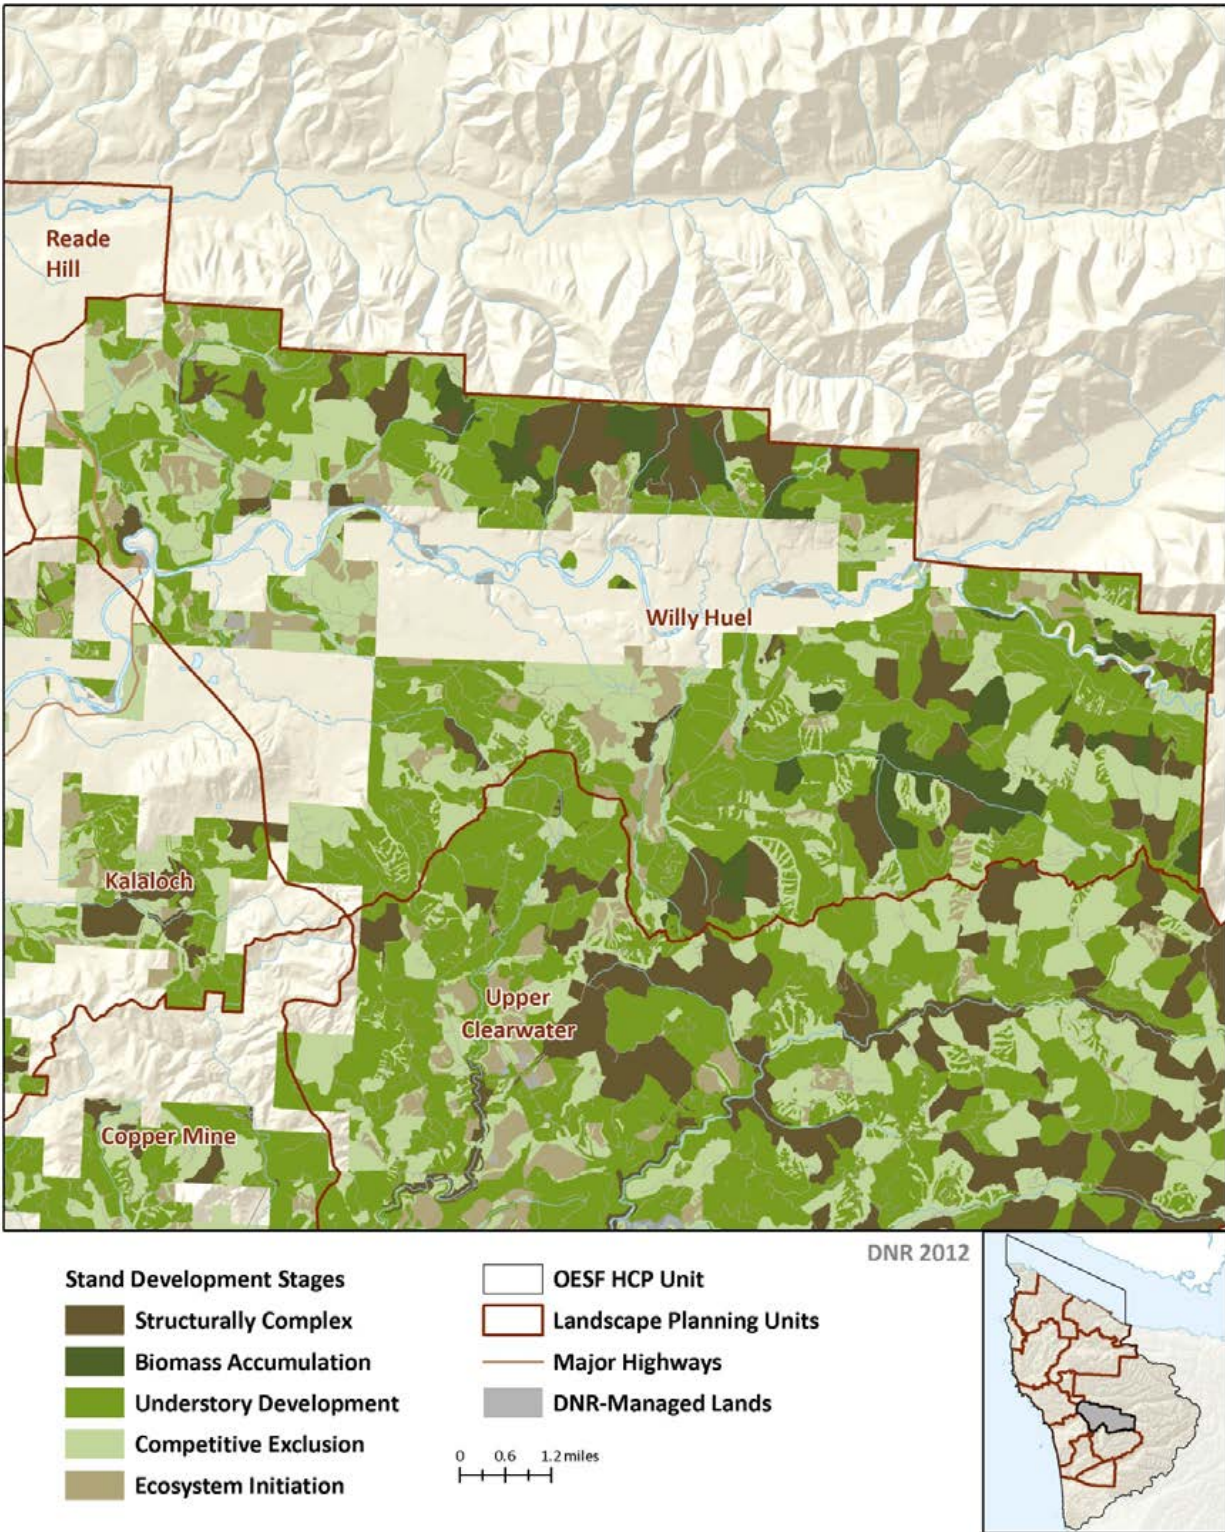 Reade
Hill
Willy Huel
Kalaloch
Upper
Clearwater
Copper Mine
DNR 2012
Stand Development Stages
Structurally Complex
Biomass Accumulation
Understory Development
Competitive Exclusion
Ecosystem Initiation
OESF HCP Unit
Landscape Planning Units
Major Highways
DNR-Managed Lands
0 0.6 1.2 miles